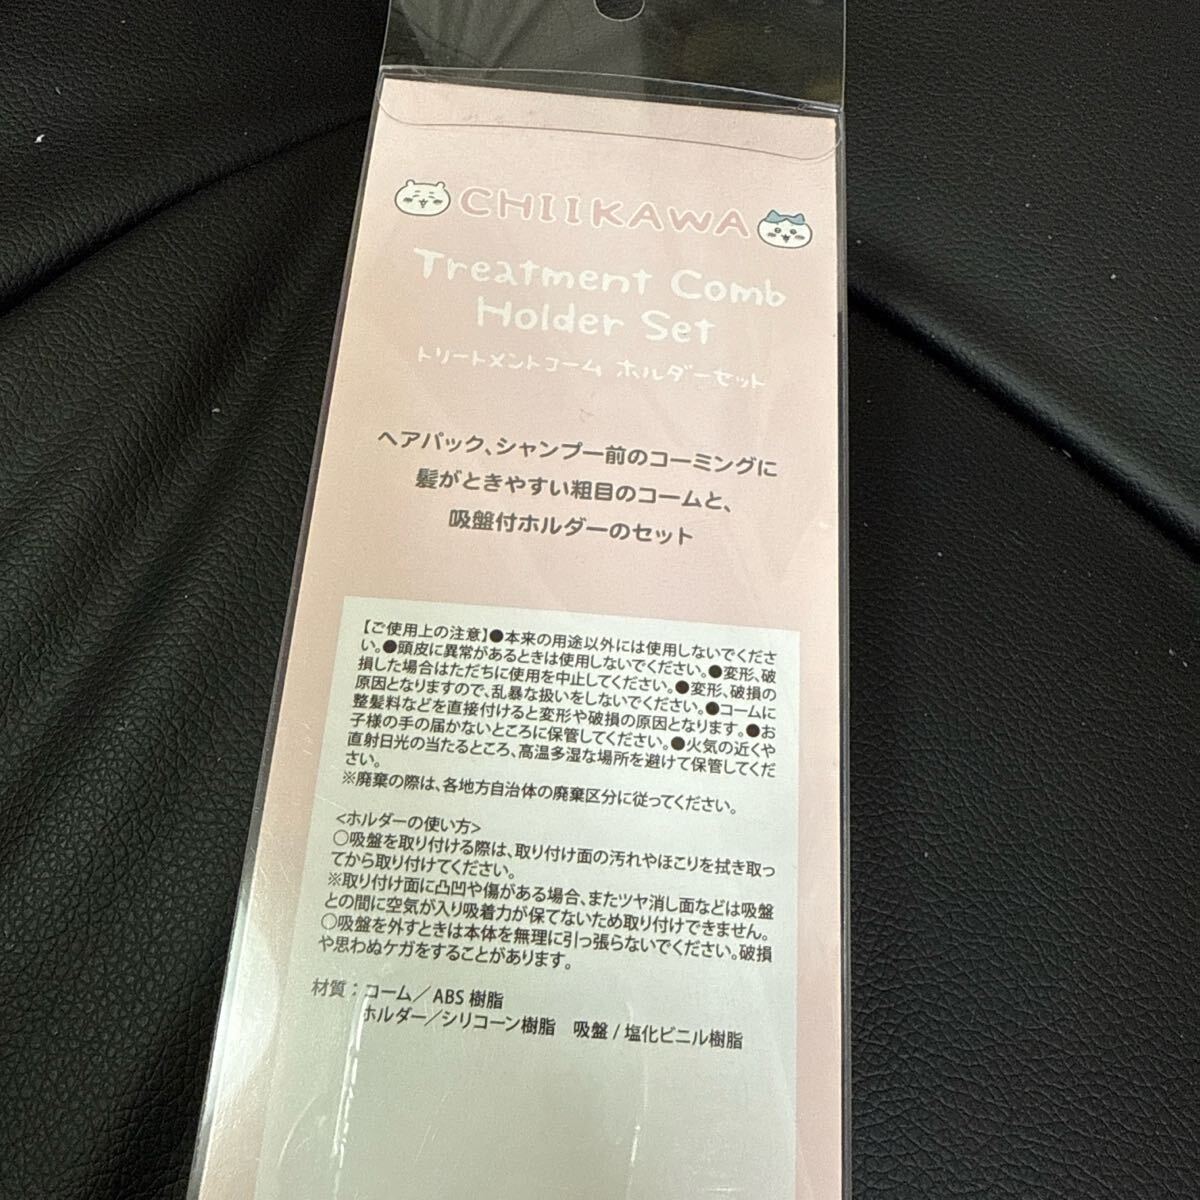 CHIIKAWA
Treatment Comb
Holder Set
トリートメントコーム ホルダーセット
ヘアパック、シャンプー前のコーミングに
髪がときやすい粗目のコームと、
吸盤付ホルダーのセット
【ご使用上の注意】●本来の用途以外には使用しないでくださ
い。●頭皮に異常があるときは使用しないでください。●変形、破
損した場合はただちに使用を中止してください。●変形、破損の
原因となりますので、乱暴な扱いをしないでください。●コームに
整髪料などを直接付けると変形や破損の原因となります。●お
子様の手の届かないところに保管してください。●火気の近くや
直射日光の当たるところ、高温多湿な場所を避けて保管してくだ
さい。
※廃棄の際は、各地方自治体の廃棄区分に従ってください。
<ホルダーの使い方>
○吸盤を取り付ける際は、取り付け面の汚れやほこりを拭き取っ
てから取り付けてください。
※取り付け面に凸凹や傷がある場合、またツヤ消し面などは吸盤
との間に空気が入り吸着力が保てないため取り付けできません。
○吸盤を外すときは本体を無理に引っ張らないでください。破損
や思わぬケガをすることがあります。
材質：コーム／ABS 樹脂
ホルダー／シリコーン樹脂 吸盤 / 塩化ビニル樹脂